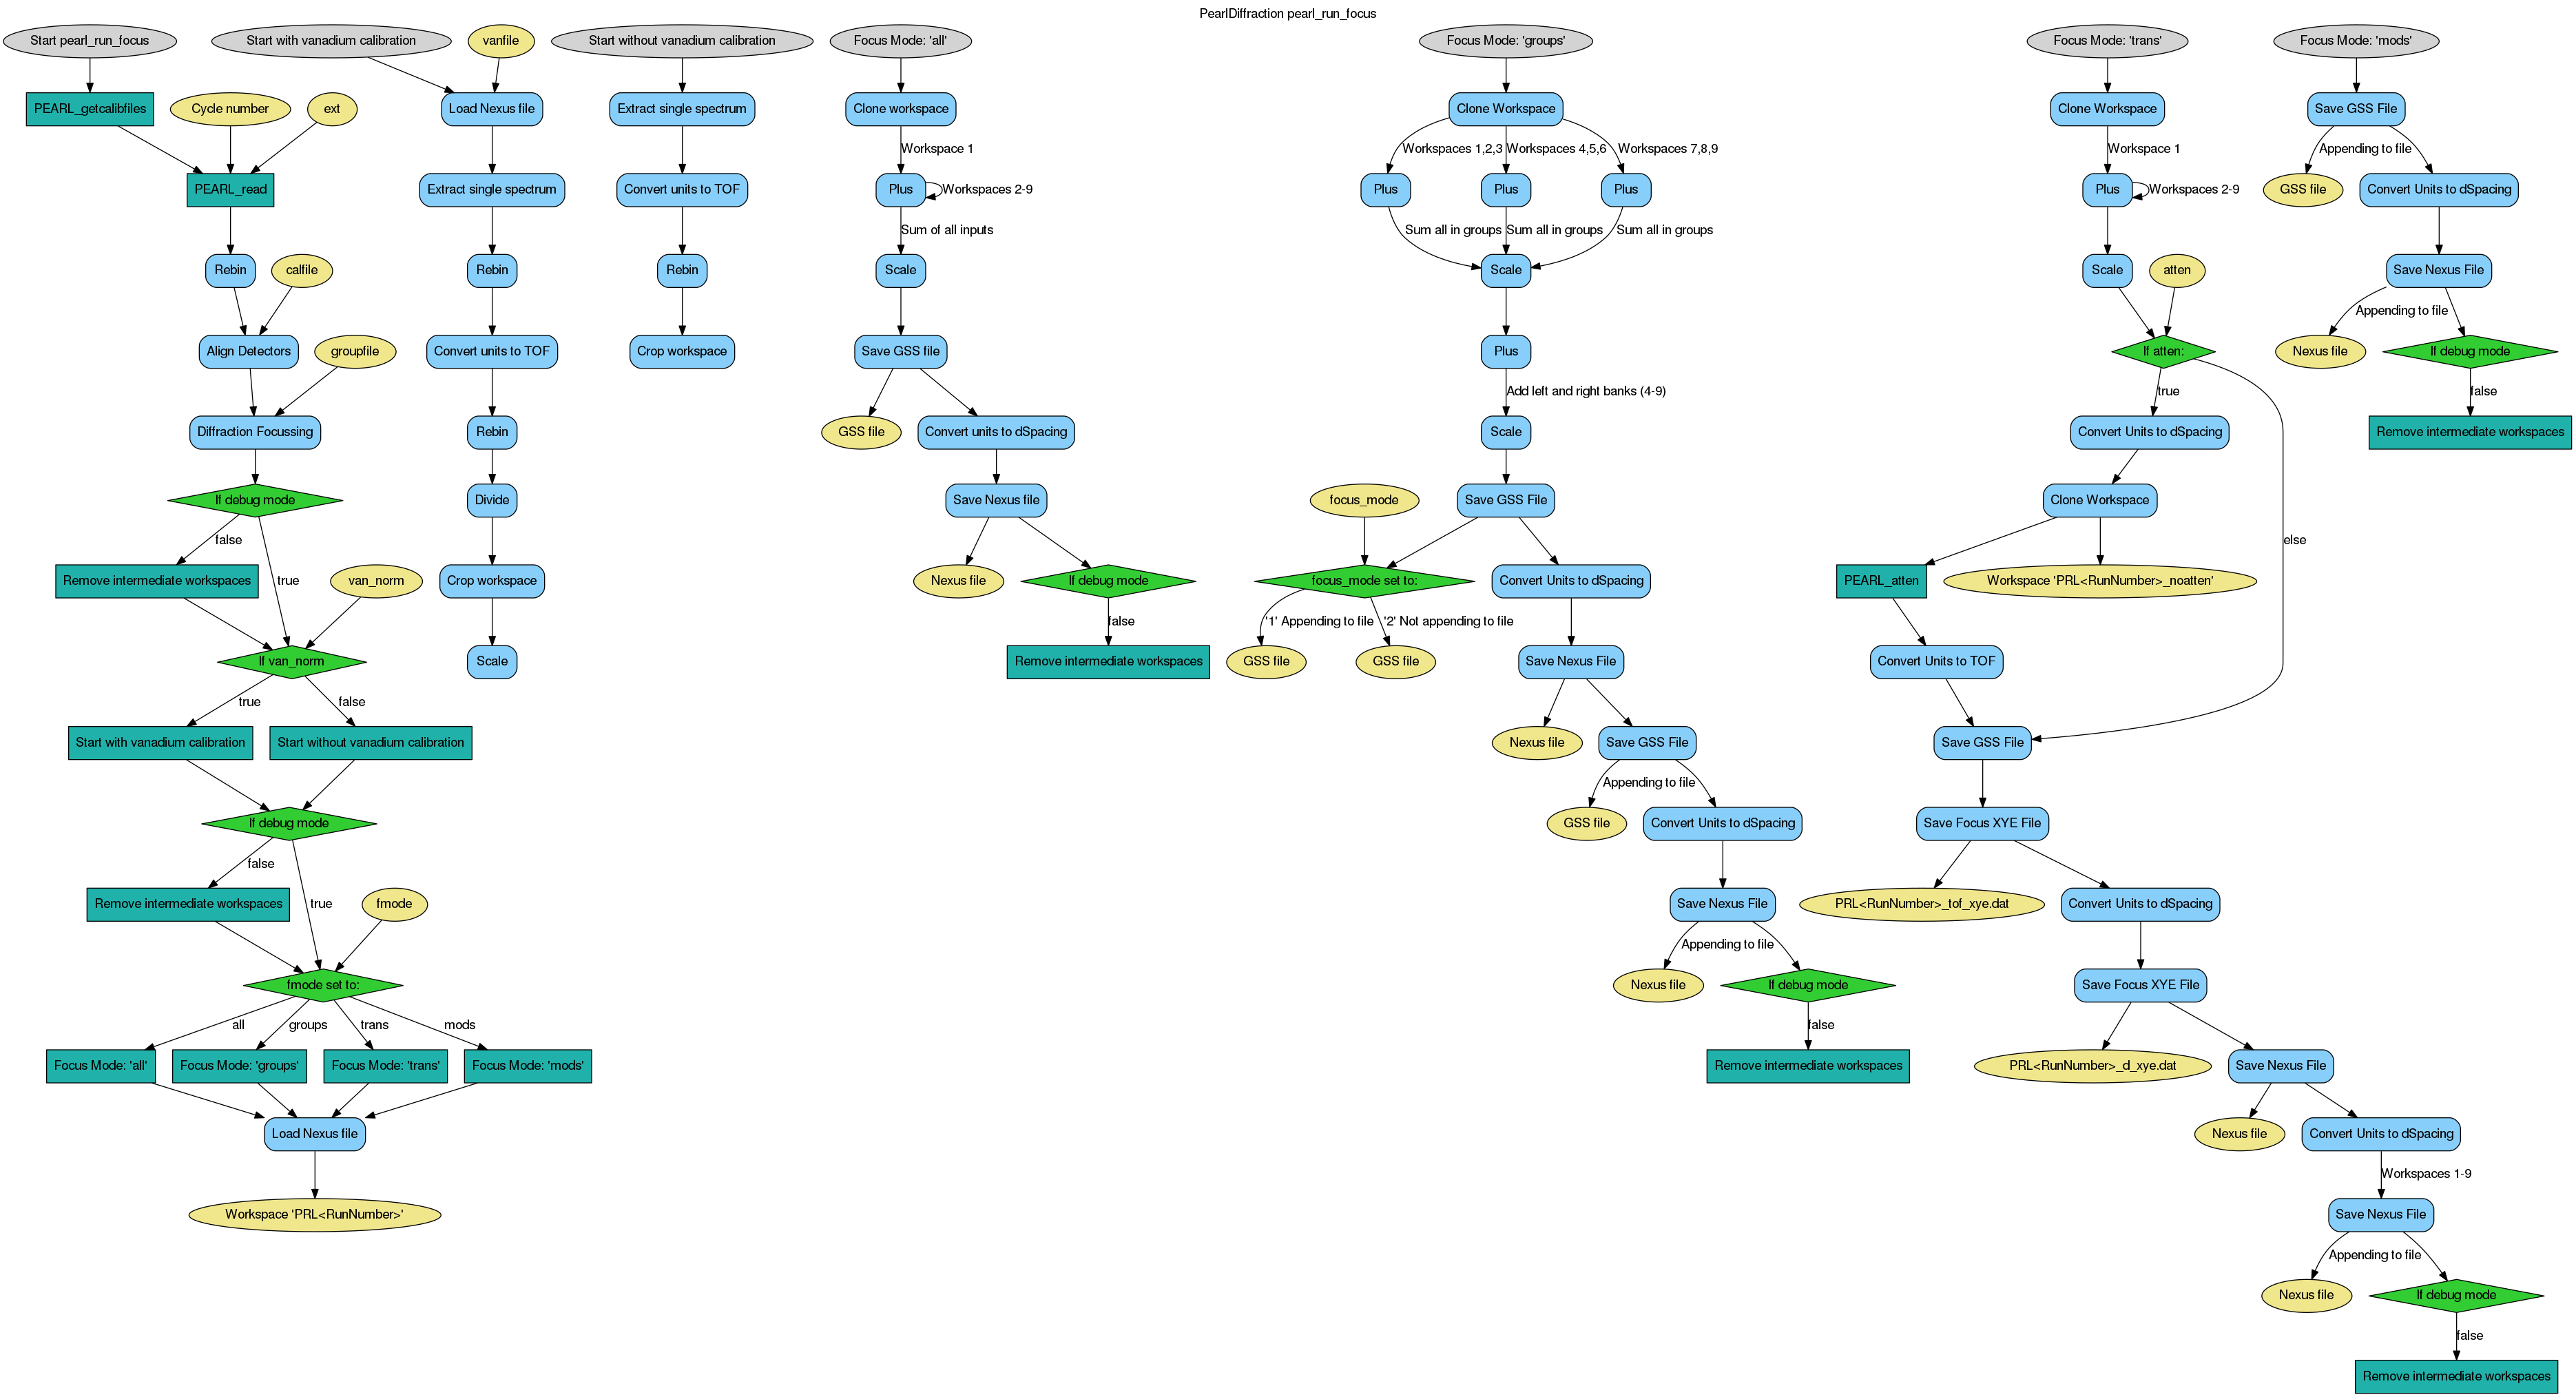 PearlDiffraction pearl_run_focus
Start pearl_run_focus
PEARL_getcalibfiles
Cycle number
ext
PEARL_read
Rebin
calfile
Align Detectors
groupfile
Diffraction Focussing
If debug mode
false
true
Remove intermediate workspaces
van_norm
If van_norm
true
false
Start with vanadium calibration
Start without vanadium calibration
If debug mode
false
true
Remove intermediate workspaces
fmode
fmode set to:
all
groups
trans
mods
Focus Mode: 'all'
Focus Mode: 'groups'
Focus Mode: 'trans'
Focus Mode: 'mods'
Load Nexus file
Workspace 'PRL<RunNumber>'
Start with vanadium calibration
vanfile
Load Nexus file
Extract single spectrum
Rebin
Convert units to TOF
Rebin
Divide
Crop workspace
Scale
Start without vanadium calibration
Extract single spectrum
Convert units to TOF
Rebin
Crop workspace
Focus Mode: 'all'
Clone workspace
Workspace 1
Plus
Workspaces 2-9
Sum of all inputs
Scale
Save GSS file
GSS file
Convert units to dSpacing
Save Nexus file
Nexus file
If debug mode
false
Remove intermediate workspaces
Focus Mode: 'groups'
Clone Workspace
Workspaces 1,2,3
Workspaces 4,5,6
Workspaces 7,8,9
Plus
Plus
Plus
Sum all in groups
Sum all in groups
Sum all in groups
Scale
Plus
Add left and right banks (4-9)
Scale
focus_mode
Save GSS File
focus_mode set to:
'1' Appending to file
'2' Not appending to file
GSS file
GSS file
Convert Units to dSpacing
Save Nexus File
Nexus file
Save GSS File
Appending to file
GSS file
Convert Units to dSpacing
Save Nexus File
Appending to file
Nexus file
If debug mode
false
Remove intermediate workspaces
Focus Mode: 'trans'
Clone Workspace
Workspace 1
Plus
Workspaces 2-9
Scale
atten
If atten:
true
else
Convert Units to dSpacing
Clone Workspace
PEARL_atten
Workspace 'PRL<RunNumber>_noatten'
Convert Units to TOF
Save GSS File
Save Focus XYE File
PRL<RunNumber>_tof_xye.dat
Convert Units to dSpacing
Save Focus XYE File
PRL<RunNumber>_d_xye.dat
Save Nexus File
Nexus file
Convert Units to dSpacing
Workspaces 1-9
Save Nexus File
Appending to file
Nexus file
If debug mode
false
Remove intermediate workspaces
Focus Mode: 'mods'
Save GSS File
Appending to file
GSS file
Convert Units to dSpacing
Save Nexus File
Appending to file
Nexus file
If debug mode
false
Remove intermediate workspaces